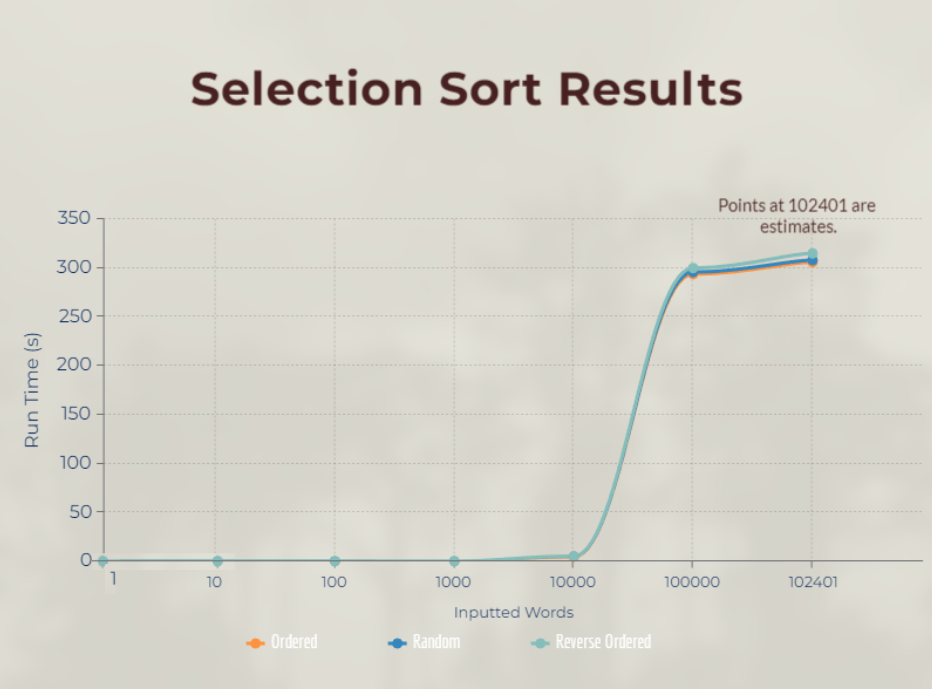 Selection Sort Results
Points at 102401 are
estimates.
350
300
250
200
150
100
50
0
Run Time (s)
1 10 100 1000 10000 100000 102401
Inputted Words
Ordered Random Reverse Ordered